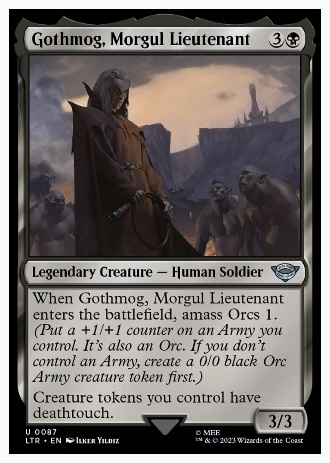 Gothmog, Morgul Lieutenant 3
Legendary Creature — Human Soldier
When Gothmog, Morgul Lieutenant
enters the battlefield, amass Orcs 1.
(Put a +1/+1 counter on an Army you
control. It's also an Orc. If you don't
control an Army, create a 0/0 black Orc
Army creature token first.)
Creature tokens you control have
deathtouch.
3/3
U 0087
LTR • EN Ilker Yildiz
© MEE
™ & © 2023 Wizards of the Coast